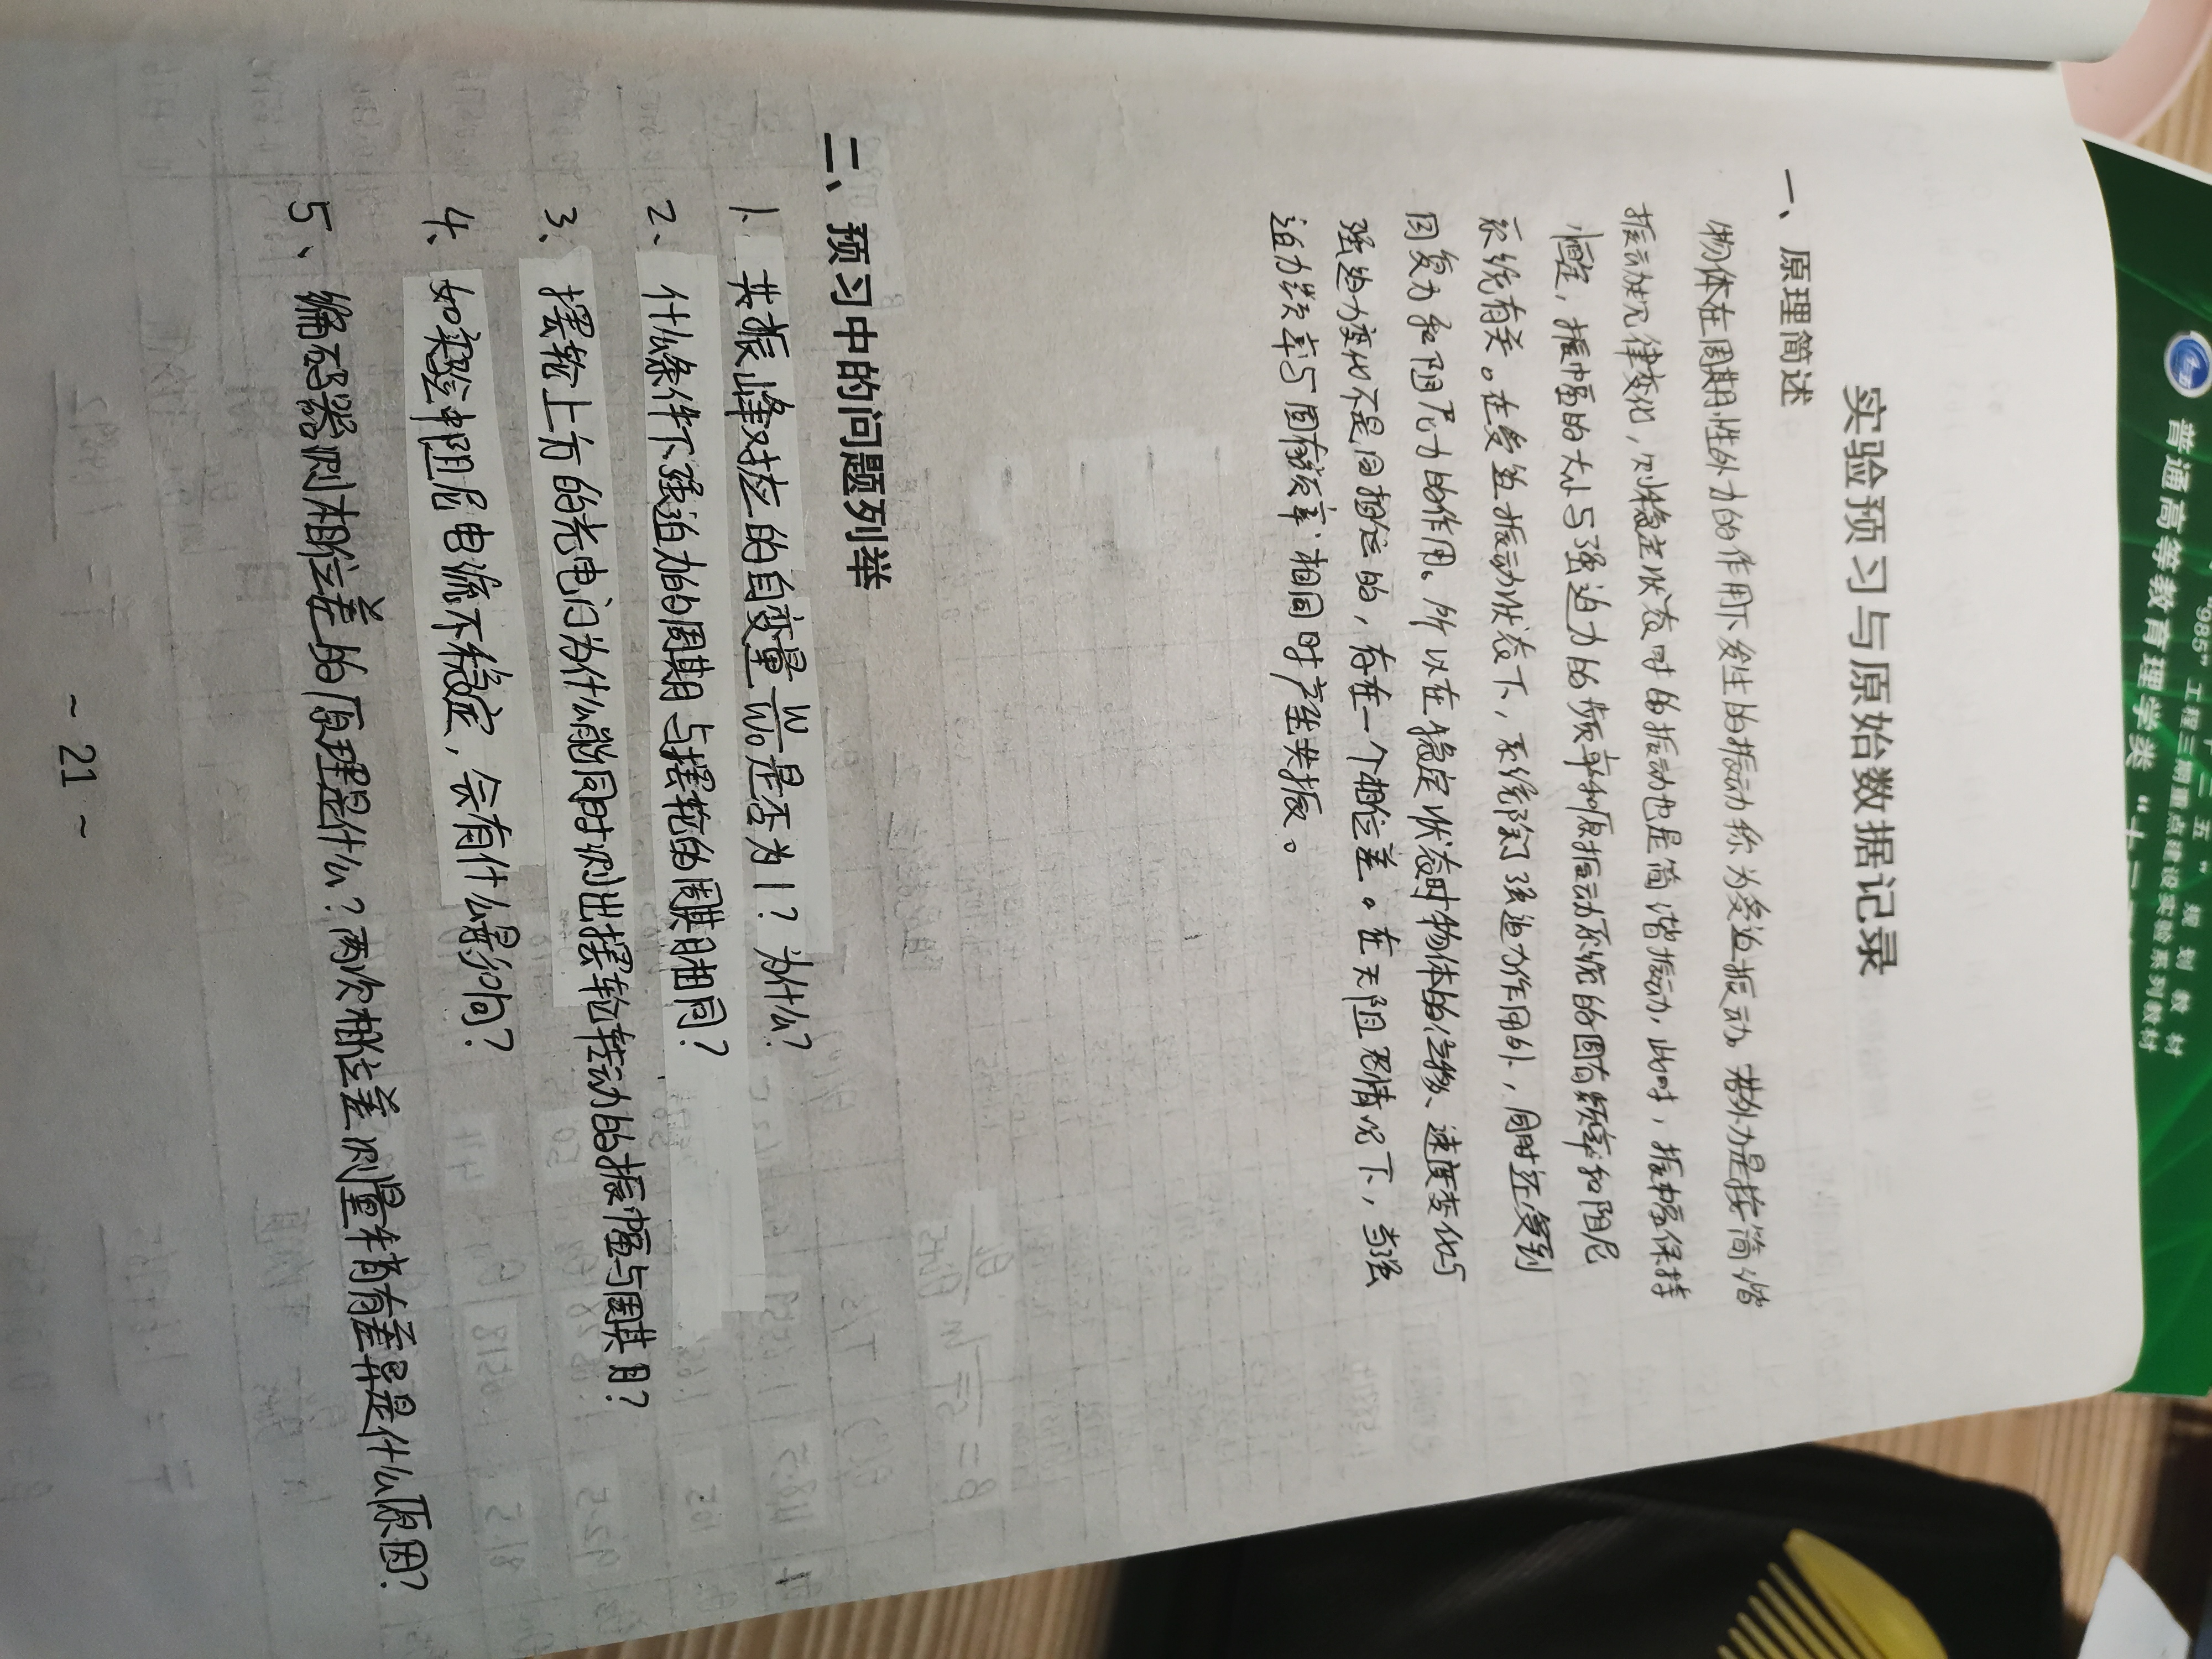 实验预习与原始数据记录
一、原理简述
物体在周期性外力的作用下发生的振动称为受迫振动,若外力是按简谐
振动规律变化,则稳定状态时的振动也是简谐振动,此时,振幅保持
恒定,振幅的大小与强迫力的频率和原振动系统的固有频率和阻尼
系统有关。在受迫振动状态下,系统除了强迫力作用外,同时还受到
回复力和阻尼力的作用。所以在稳定状态时物体的位移、速度变化与
强迫力变化不是同相位的,存在一个相位差。在无阻尼情况下,当强
迫力频率与固有频率相同时产生共振。
二、预习中的问题列举
1. 共振峰对应的自变量 w/w₀ 是否为1?为什么?
2、什么条件下强迫力的周期与摆轮的周期相同?
3、摆轮上方的光电门为什么能同时测出摆轮转动的振幅与周期?
4、如实验中阻尼电流不稳定,会有什么影响?
5、编码器测相位差的原理是什么?两次相位差测量稍有差异是什么原因?
~ 21 ~
"985"工程三期重点建设实验系列教材
普通高等教育理学类"十二五"规划教材